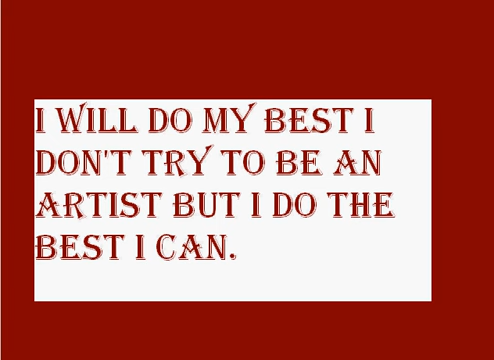 I WILL DO MY BEST I
DON'T TRY TO BE AN
ARTIST BUT I DO THE
BEST I CAN.